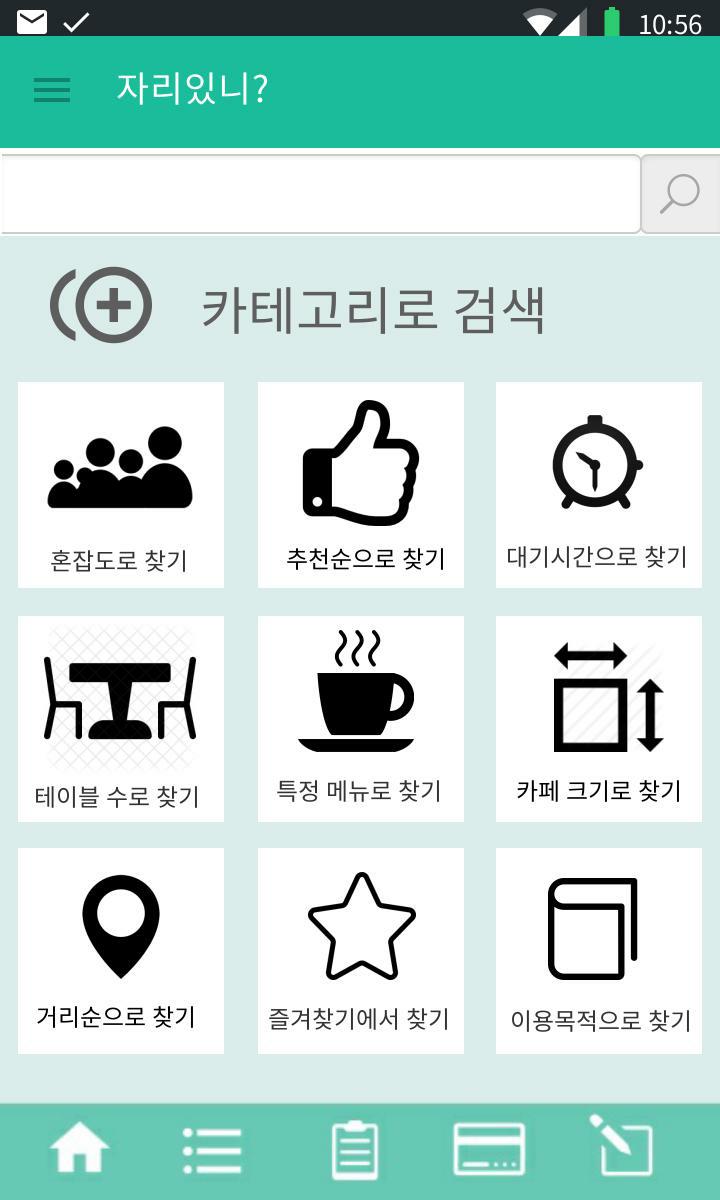 10:56
자리있니?
카테고리로 검색
혼잡도로 찾기
추천순으로 찾기
대기시간으로 찾기
테이블 수로 찾기
특정 메뉴로 찾기
카페 크기로 찾기
거리순으로 찾기
즐겨찾기에서 찾기
이용목적으로 찾기